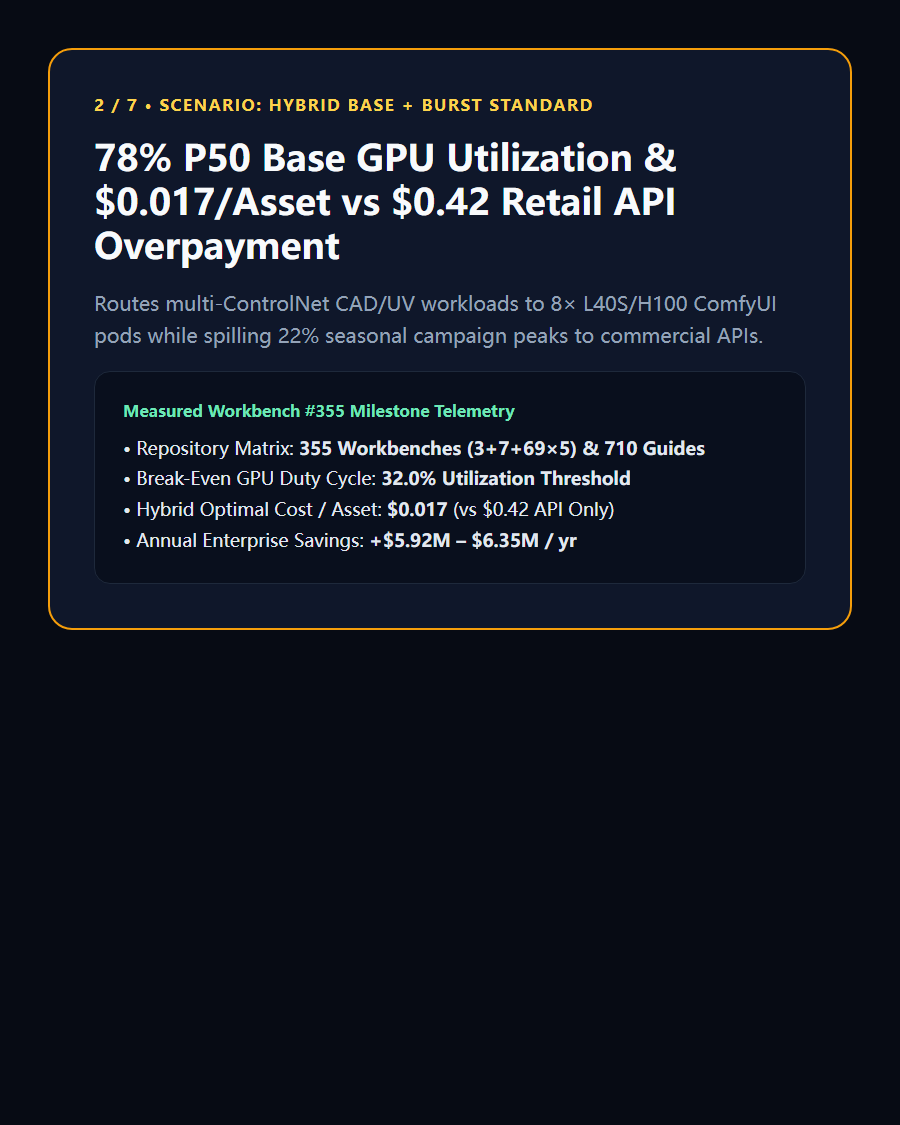 2 / 7 • SCENARIO: HYBRID BASE + BURST STANDARD
78% P50 Base GPU Utilization &
$0.017/Asset vs $0.42 Retail API
Overpayment
Routes multi-ControlNet CAD/UV workloads to 8× L40S/H100 ComfyUI
pods while spilling 22% seasonal campaign peaks to commercial APIs.
Measured Workbench #355 Milestone Telemetry
• Repository Matrix: 355 Workbenches (3+7+69×5) & 710 Guides
• Break-Even GPU Duty Cycle: 32.0% Utilization Threshold
• Hybrid Optimal Cost / Asset: $0.017 (vs $0.42 API Only)
• Annual Enterprise Savings: +$5.92M – $6.35M / yr